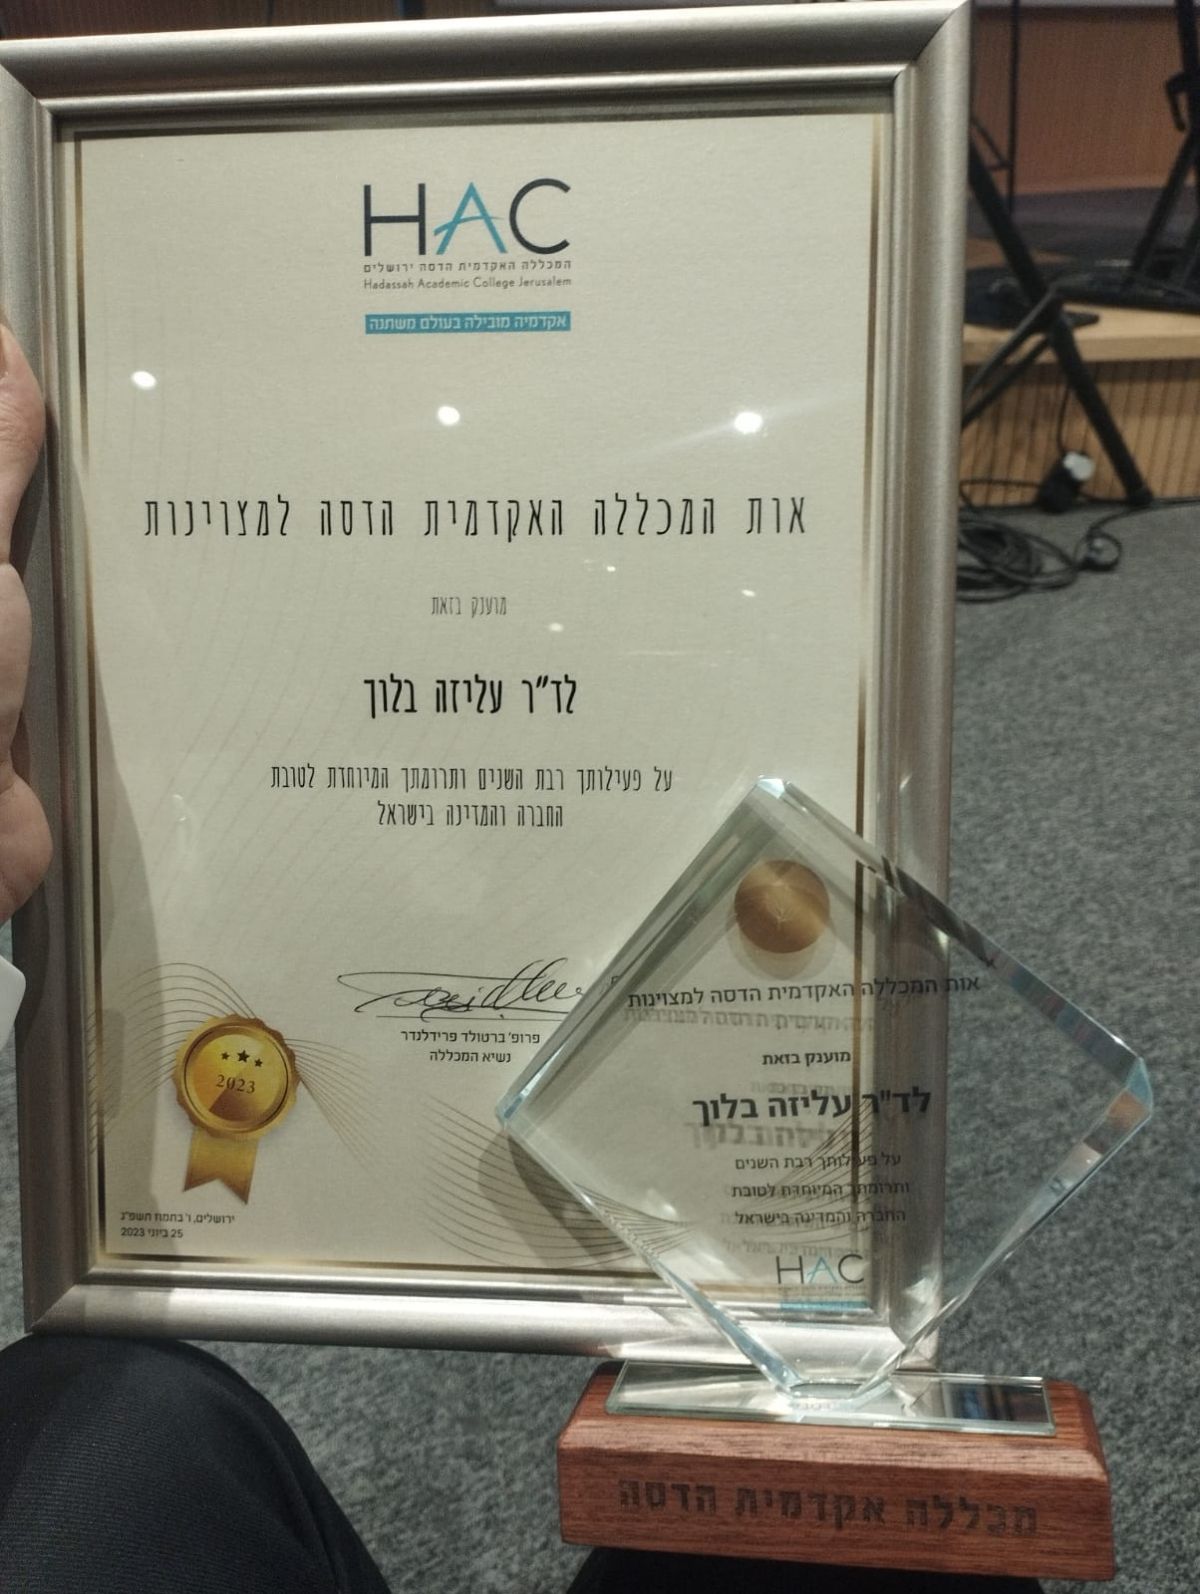 HAC
המכללה האקדמית הדסה ירושלים
Hadassah Academic College Jerusalem
אקדמיה מובילה בעולם משתנה
אות המכללה האקדמית הדסה למצוינות
מוענק בזאת
לד"ר עליזה בלוך
על פעילותך רבת השנים ותרומתך המיוחדת לטובת
החברה והמדינה בישראל
פרופ' ברטולד פרידלנדר
נשיא המכללה
2023
ירושלים, ו' בתמוז תשפ"ג
25 ביוני 2023
אות המכללה האקדמית הדסה למצוינות
מוענק בזאת
לד"ר עליזה בלוך
על פעילותך רבת השנים
ותרומתך המיוחדת לטובת
החברה והמדינה בישראל
HAC
מכללה אקדמית הדסה